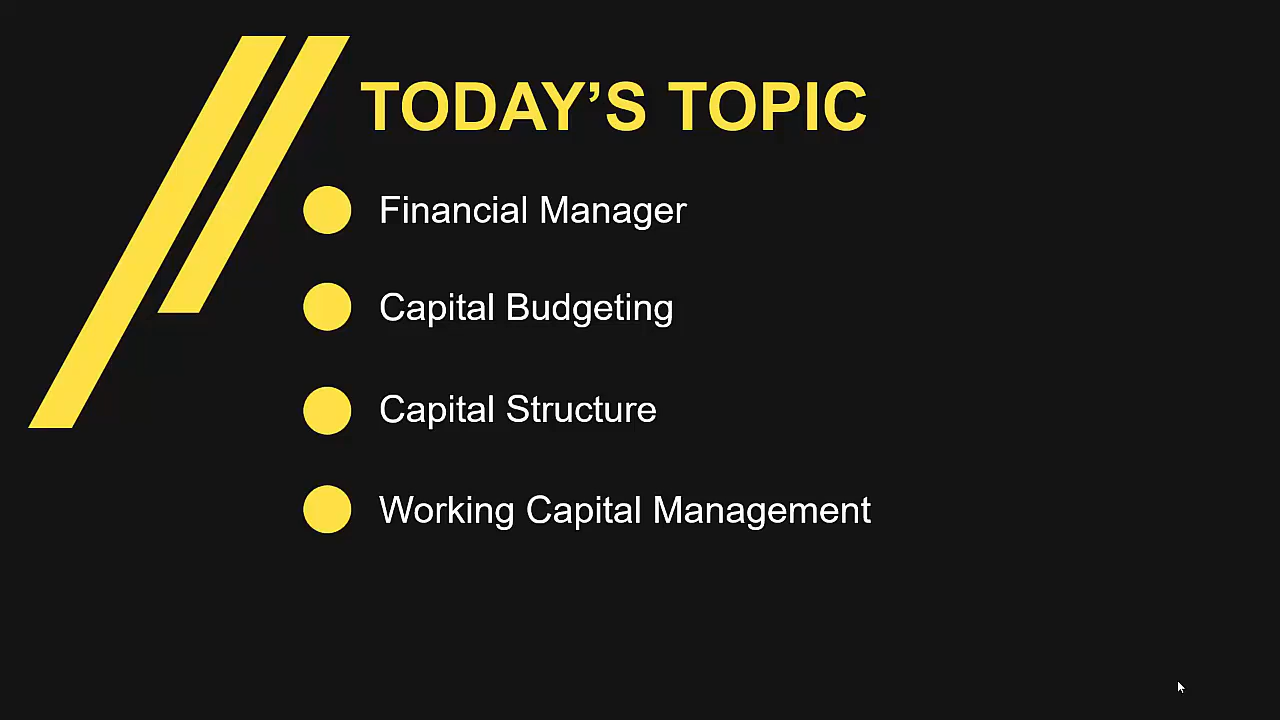 TODAY’S TOPIC
Financial Manager
Capital Budgeting
Capital Structure
Working Capital Management